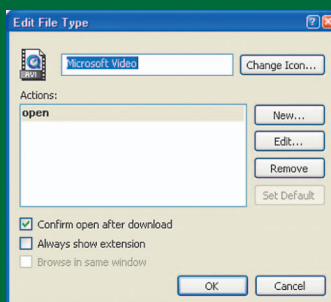 Edit File Type
AVI
Microsoft Video
Change Icon...
Actions:
open
New...
Edit...
Remove
Set Default
Confirm open after download
Always show extension
Browse in same window
OK
Cancel